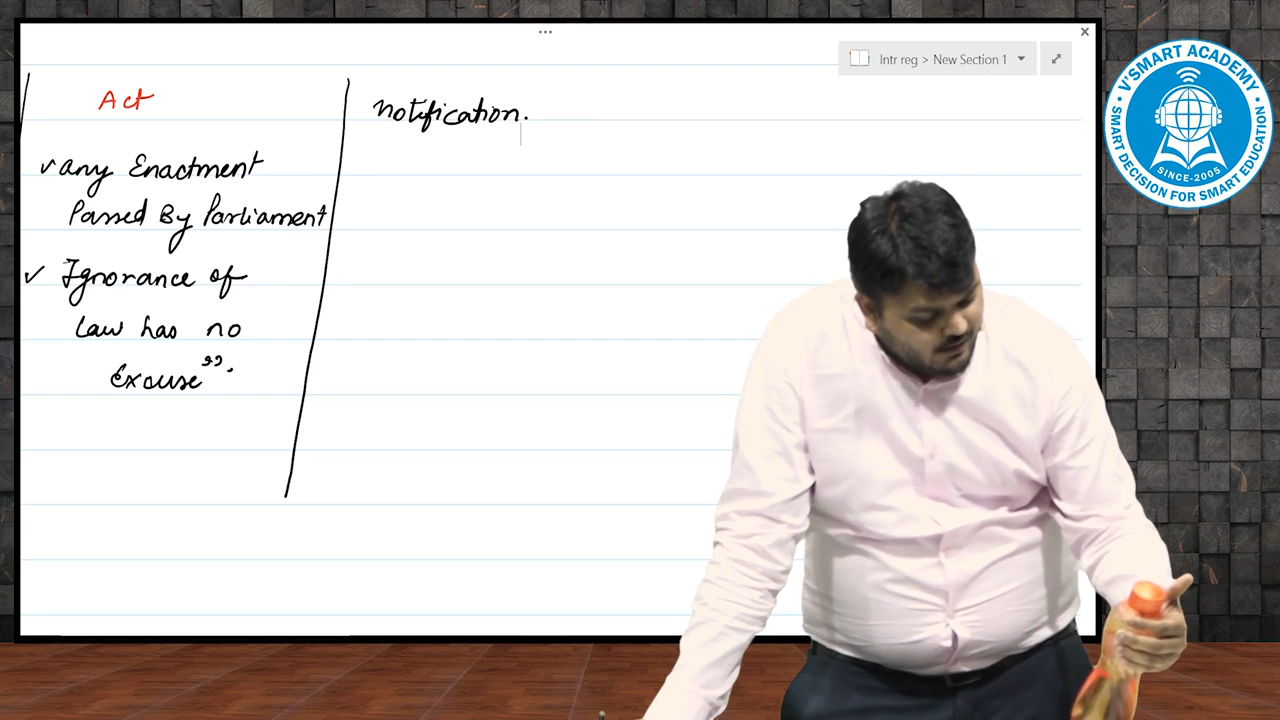 Intr reg > New Section 1
Act
✓ any Enactment
Passed By Parliament
✓ Ignorance of
law has no
Excuse”.
Notification.
V'SMART ACADEMY
SINCE-2005
SMART DECISION FOR SMART EDUCATION